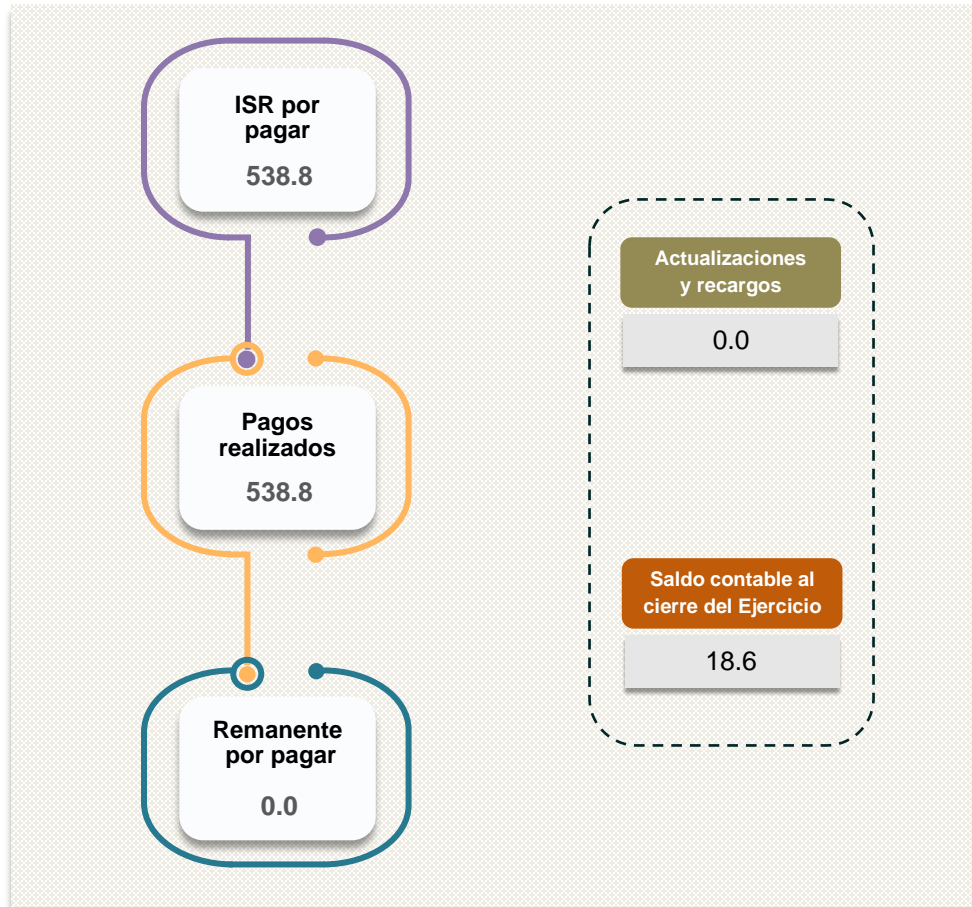 ISR por
pagar
538.8
Pagos
realizados
538.8
Remanente
por pagar
0.0
Actualizaciones
y recargos
0.0
Saldo contable al
cierre del Ejercicio
18.6